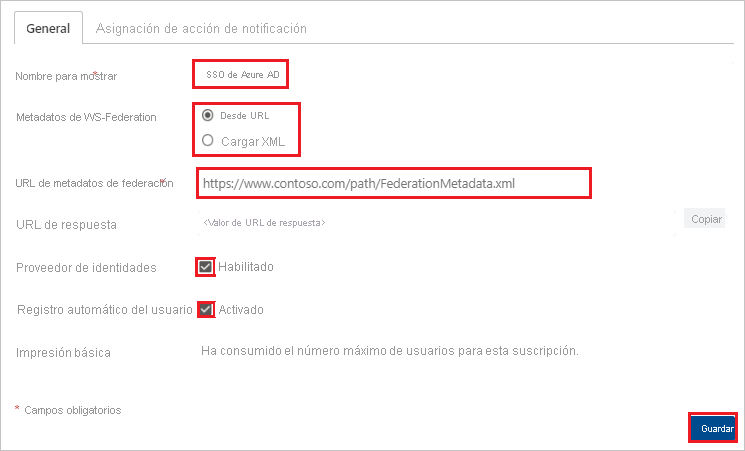 General Asignación de acción de notificación
Nombre para mostrar * SSO de Azure AD
Metadatos de WS-Federation Desde URL
Cargar XML
URL de metadatos de federación * https://www.contoso.com/path/FederationMetadata.xml
URL de respuesta <Valor de URL de respuesta> Copiar
Proveedor de identidades Habilitado
Registro automático del usuario Activado
Impresión básica Ha consumido el número máximo de usuarios para esta suscripción.
* Campos obligatorios
Guardar